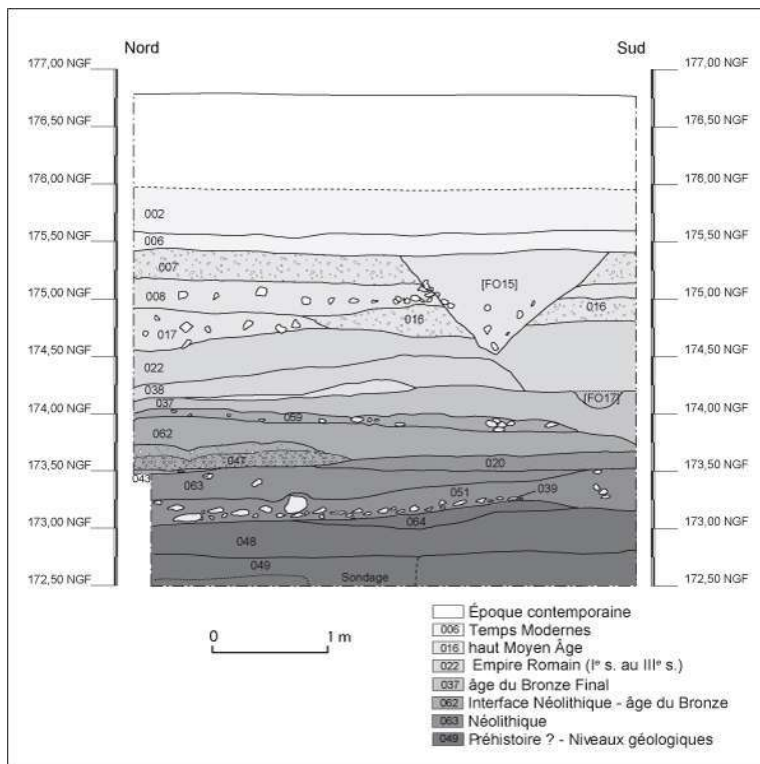 Nord Sud
177,00 NGF 177,00 NGF
176,50 NGF 176,50 NGF
176,00 NGF 176,00 NGF
002
175,50 NGF 175,50 NGF
006
007
[FO15]
175,00 NGF 008 175,00 NGF
016 016
017
174,50 NGF 174,50 NGF
022
038
037 [FO17]
174,00 NGF 174,00 NGF
059
062
047 020
173,50 NGF 173,50 NGF
043
063 051 039
173,00 NGF 064 173,00 NGF
048
049
172,50 NGF Sondage 172,50 NGF
0 1 m
Époque contemporaine
006 Temps Modernes
016 haut Moyen Âge
022 Empire Romain (Iᵉ s. au IIIᵉ s.)
037 âge du Bronze Final
062 Interface Néolithique - âge du Bronze
063 Néolithique
049 Préhistoire ? - Niveaux géologiques